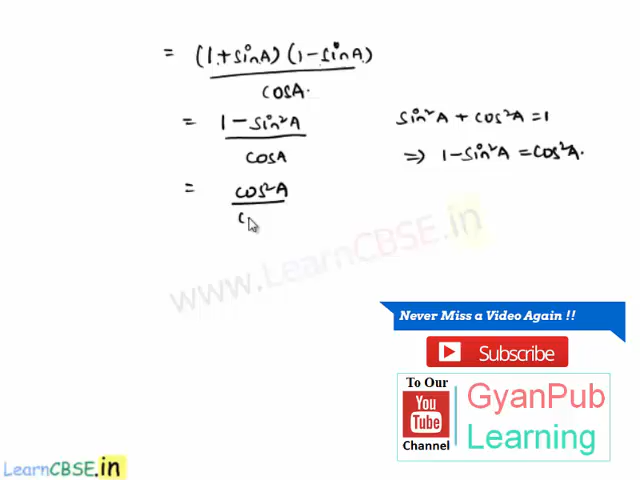 = (1+sinA)(1-sinA)
cosA.
= 1-sin²A
cosA
sin²A + cos²A = 1
⇒ 1-sin²A = cos²A.
= cos²A
c
www.LearnCBSE.in
Never Miss a Video Again !!
Subscribe
To Our
You
Tube
Channel
GyanPub
Learning
LearnCBSE.in